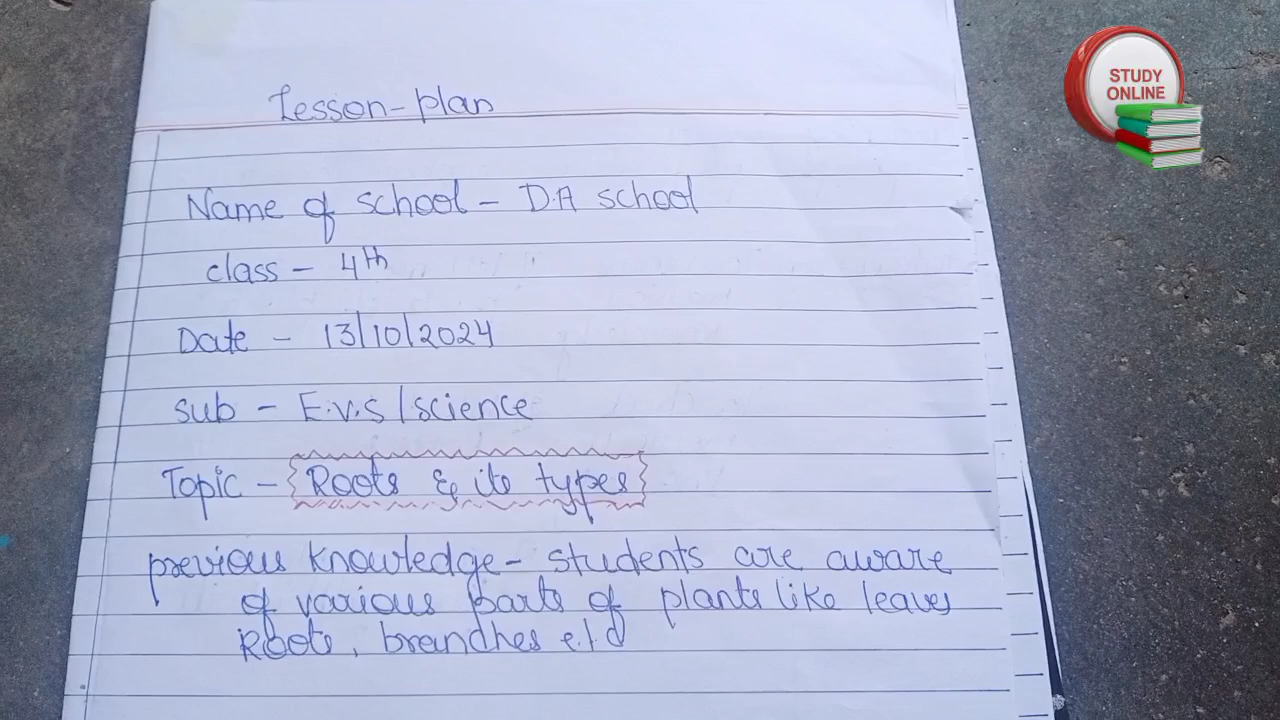 Lesson-plan
STUDY
ONLINE
Name of school - D.A school
class - 4th
Date - 13/10/2024
sub - E.v.s / science
Topic - Roots & its types
previous knowledge - students are aware
of various parts of plants like leaves
Roots, brandhes